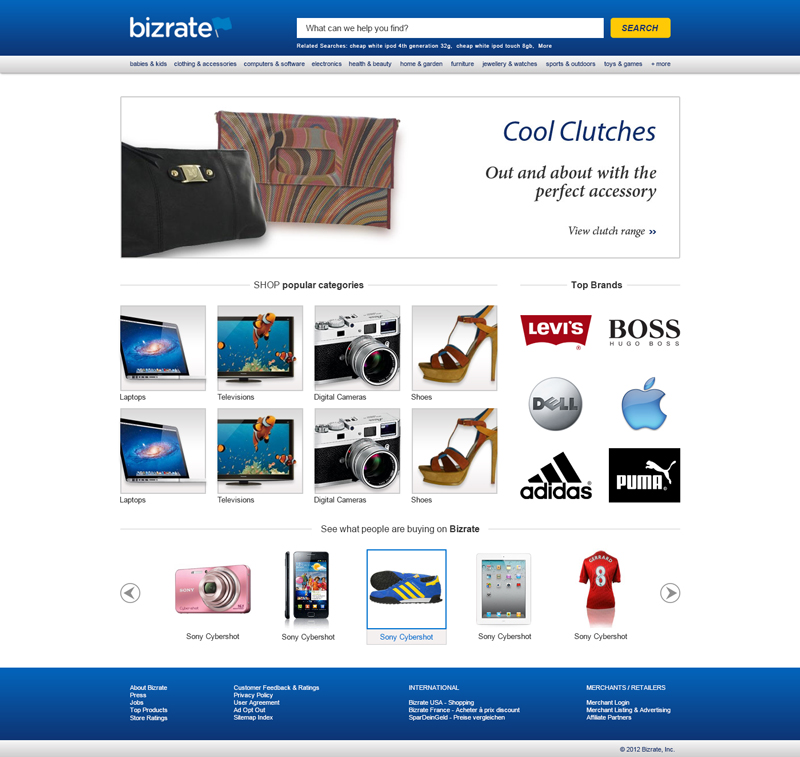 bizrate
What can we help you find?
SEARCH
Related Searches: cheap white ipod 4th generation 32g, cheap white ipod touch 8gb, More
babies & kids clothing & accessories computers & software electronics health & beauty home & garden furniture jewellery & watches sports & outdoors toys & games + more
Cool Clutches
Out and about with the
perfect accessory
View clutch range »
SHOP popular categories
Top Brands
Laptops Televisions Digital Cameras Shoes
LEVI'S ®
BOSS
HUGO BOSS
DELL
Laptops Televisions Digital Cameras Shoes
adidas
PUMA
See what people are buying on Bizrate
SONY
Cyber-shot
GERRARD
8
Sony Cybershot Sony Cybershot Sony Cybershot Sony Cybershot Sony Cybershot
About Bizrate
Press
Jobs
Top Products
Store Ratings
Customer Feedback & Ratings
Privacy Policy
User Agreement
Ad Opt Out
Sitemap Index
INTERNATIONAL
Bizrate USA - Shopping
Bizrate France - Acheter á prix discount
SparDeinGeld - Preise vergleichen
MERCHANTS / RETAILERS
Merchant Login
Merchant Listing & Advertising
Affiliate Partners
© 2012 Bizrate, Inc.